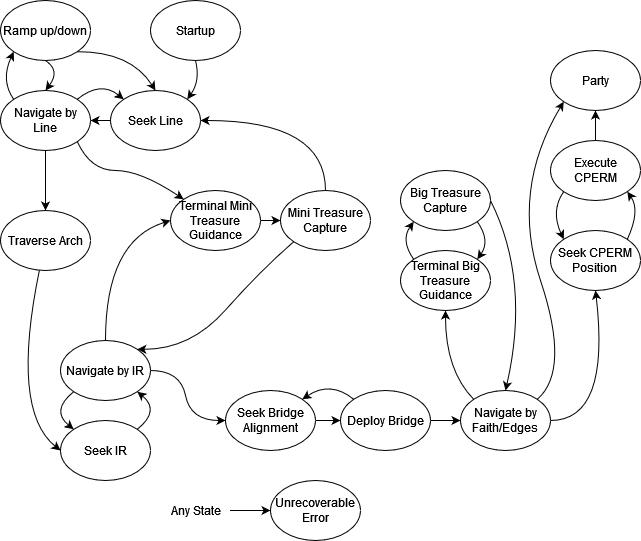 Ramp up/down
Startup
Party
Navigate by
Line
Seek Line
Execute
CPERM
Big Treasure
Capture
Terminal Mini
Treasure
Guidance
Mini Treasure
Capture
Traverse Arch
Seek CPERM
Position
Terminal Big
Treasure
Guidance
Navigate by IR
Seek Bridge
Alignment
Deploy Bridge
Navigate by
Faith/Edges
Seek IR
Any State
Unrecoverable
Error